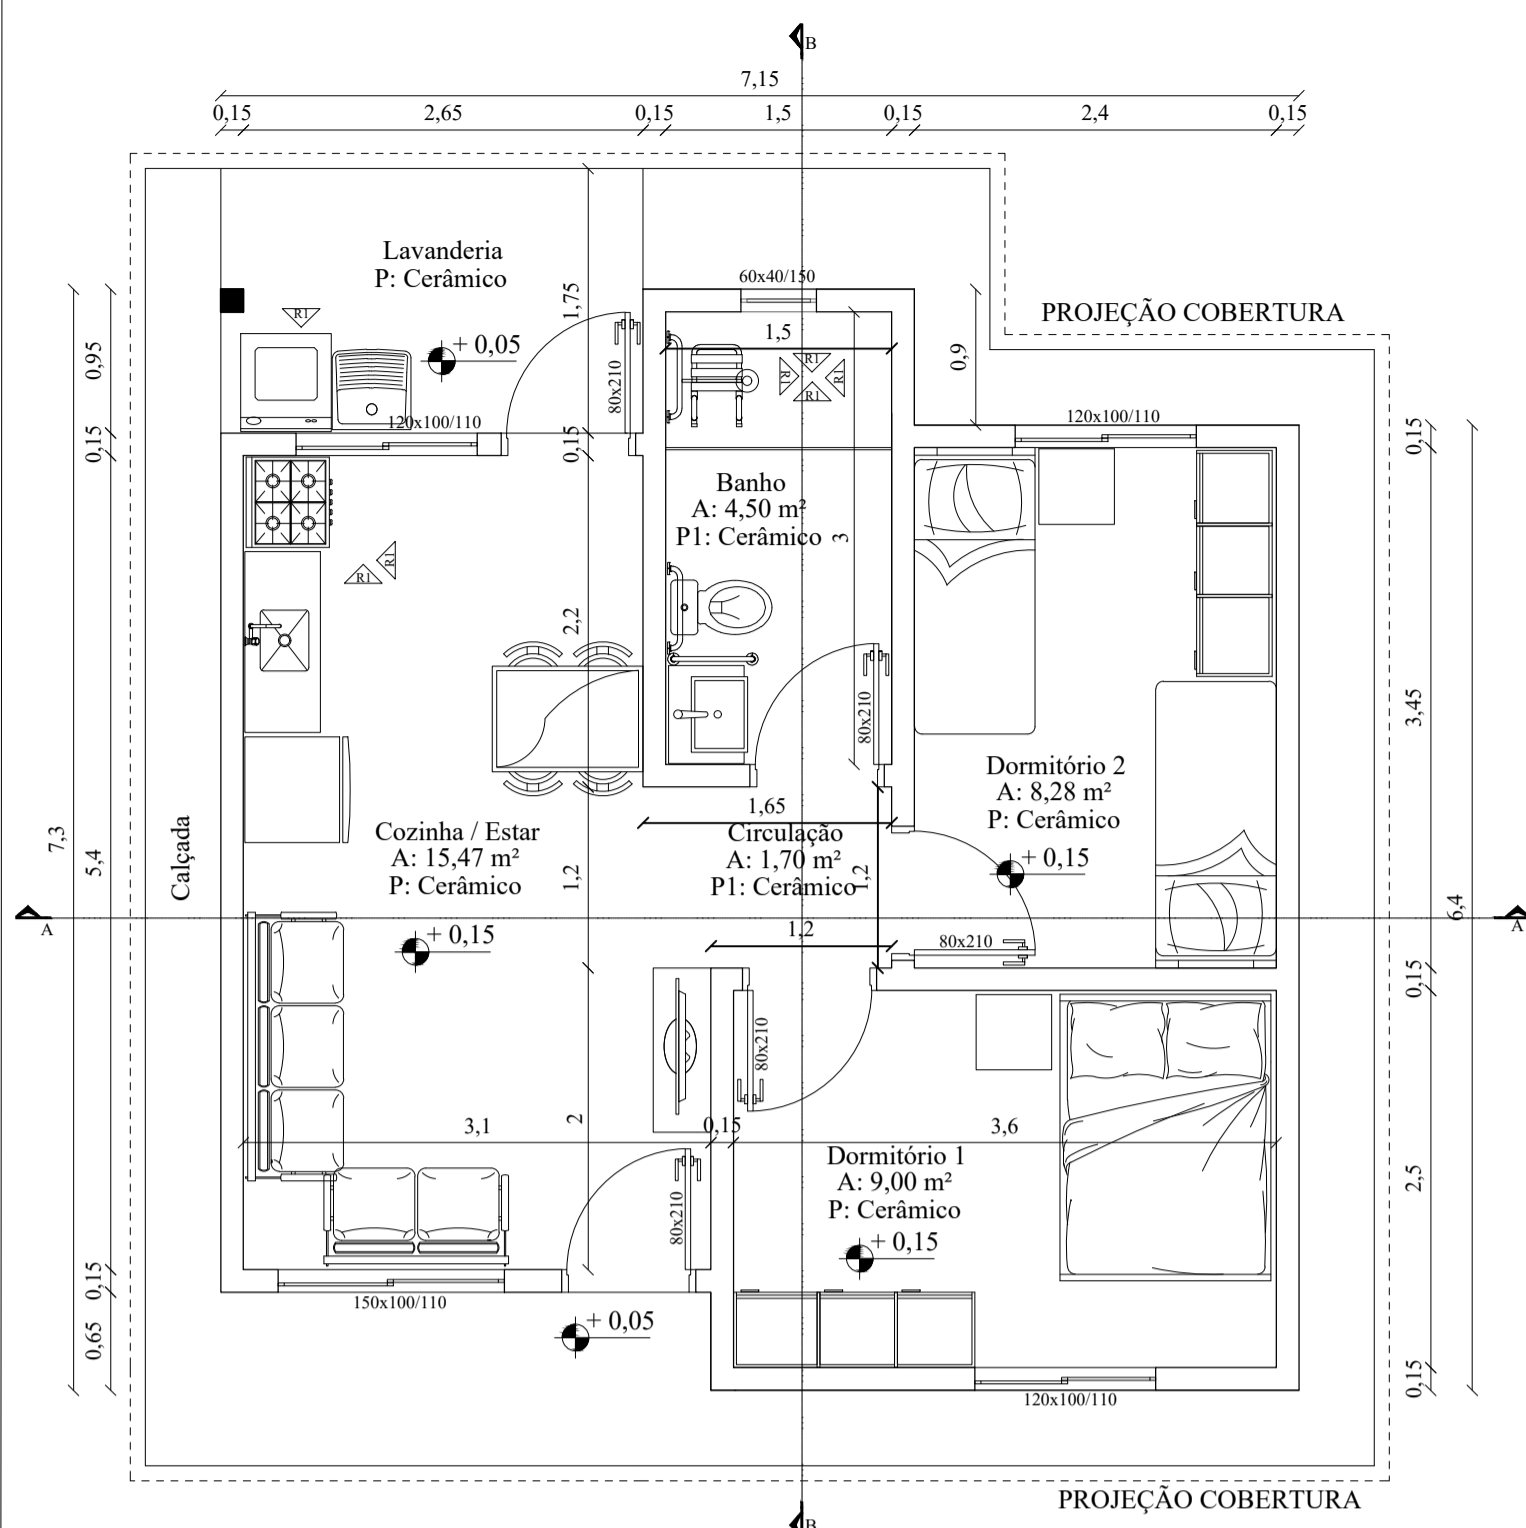 B
7,15
0,15 2,65 0,15 1,5 0,15 2,4 0,15
Lavanderia
P: Cerâmico
60x40/150
PROJEÇÃO COBERTURA
R1
1,75
+ 0,05
1,5
0,95
0,9
80x210
R1
R1
R1
R1
120x100/110
120x100/110
0,15
0,15
0,15
Banho
A: 4,50 m²
P1: Cerâmico
3
R1
R1
2,2
80x210
3,45
Dormitório 2
A: 8,28 m²
P: Cerâmico
1,65
7,3
5,4
Calçada
Cozinha / Estar
A: 15,47 m²
P: Cerâmico
1,2
Circulação
A: 1,70 m²
P1: Cerâmico
1,2
+ 0,15
6,4
A
A
+ 0,15
1,2
80x210
0,15
80x210
3,1
2
0,15
3,6
Dormitório 1
A: 9,00 m²
P: Cerâmico
2,5
80x210
+ 0,15
0,15
150x100/110
+ 0,05
0,65
0,15
120x100/110
PROJEÇÃO COBERTURA
B